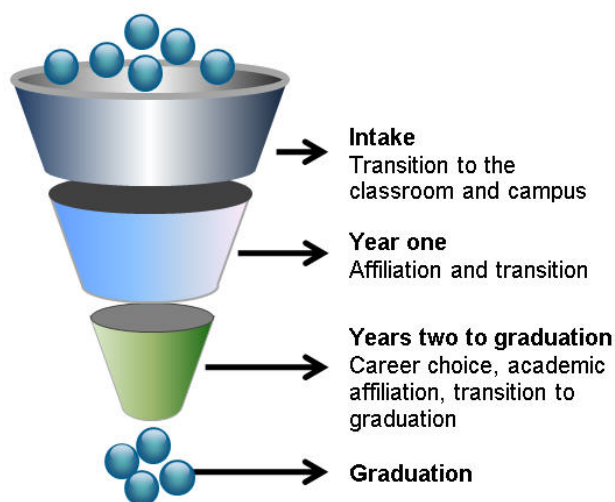 Intake
Transition to the
classroom and campus
Year one
Affiliation and transition
Years two to graduation
Career choice, academic
affiliation, transition to
graduation
Graduation